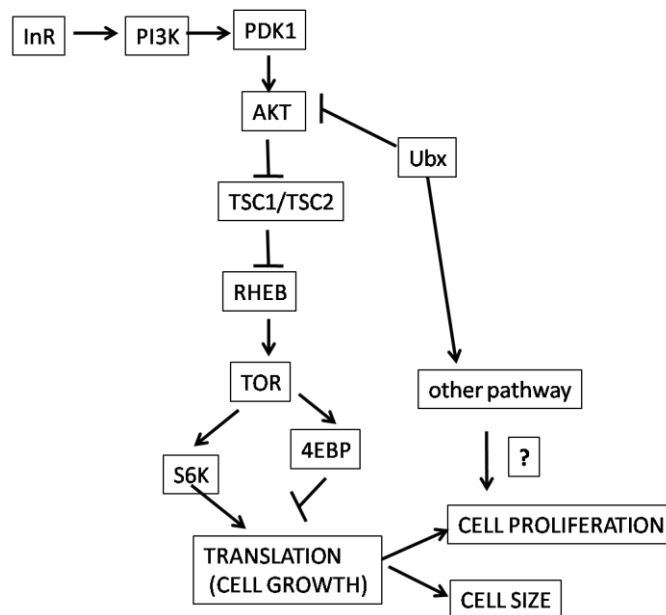 InR
PI3K
PDK1
AKT
Ubx
TSC1/TSC2
RHEB
TOR
other pathway
S6K
4EBP
?
TRANSLATION
(CELL GROWTH)
CELL PROLIFERATION
CELL SIZE